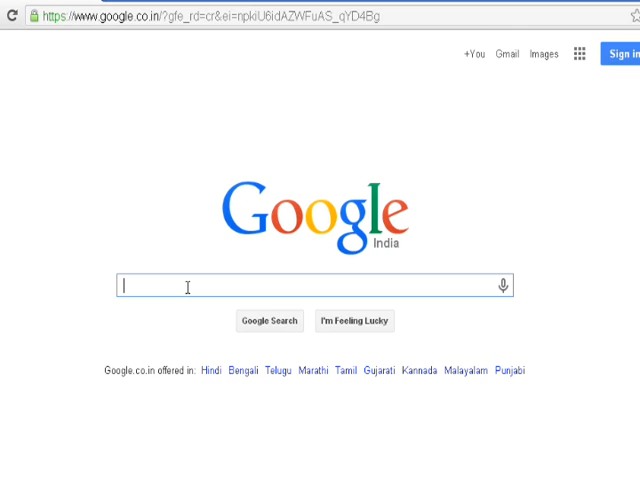 https://www.google.co.in/?gfe_rd=cr&ei=npkiU6idAZWFuAS_qYD4Bg
+You Gmail Images Sign in
Google
India
Google Search I'm Feeling Lucky
Google.co.in offered in: Hindi Bengali Telugu Marathi Tamil Gujarati Kannada Malayalam Punjabi